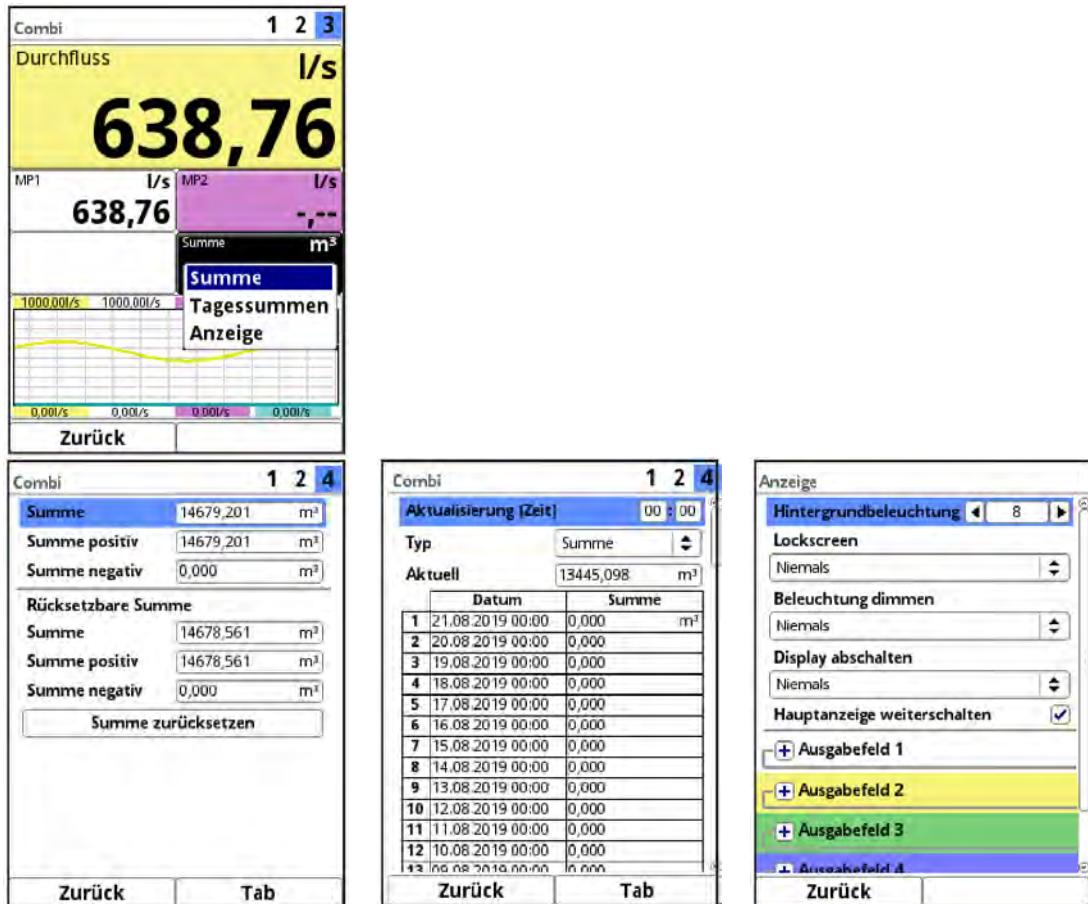 Combi 1 2 3
Durchfluss l/s
638,76
MP1 l/s MP2 l/s
638,76 -,--
Summe m³
Summe
Tagessummen
Anzeige
1000,00l/s 1000,00l/s
0,00l/s 0,00l/s 0,00l/s 0,00l/s
Zurück
Combi 1 2 4
Summe 14679,201 m³
Summe positiv 14679,201 m³
Summe negativ 0,000 m³
Rücksetzbare Summe
Summe 14678,561 m³
Summe positiv 14678,561 m³
Summe negativ 0,000 m³
Summe zurücksetzen
Zurück Tab
Combi 1 2 4
Aktualisierung (Zeit) 00 : 00
Typ Summe
Aktuell 13445,098 m³
Datum Summe
1 21.08.2019 00:00 0,000 m³
2 20.08.2019 00:00 0,000
3 19.08.2019 00:00 0,000
4 18.08.2019 00:00 0,000
5 17.08.2019 00:00 0,000
6 16.08.2019 00:00 0,000
7 15.08.2019 00:00 0,000
8 14.08.2019 00:00 0,000
9 13.08.2019 00:00 0,000
10 12.08.2019 00:00 0,000
11 11.08.2019 00:00 0,000
12 10.08.2019 00:00 0,000
13 09.08.2019 00:00 0,000
Zurück Tab
Anzeige
Hintergrundbeleuchtung 8
Lockscreen
Niemals
Beleuchtung dimmen
Niemals
Display abschalten
Niemals
Hauptanzeige weiterschalten
Ausgabefeld 1
Ausgabefeld 2
Ausgabefeld 3
Ausgabefeld 4
Zurück